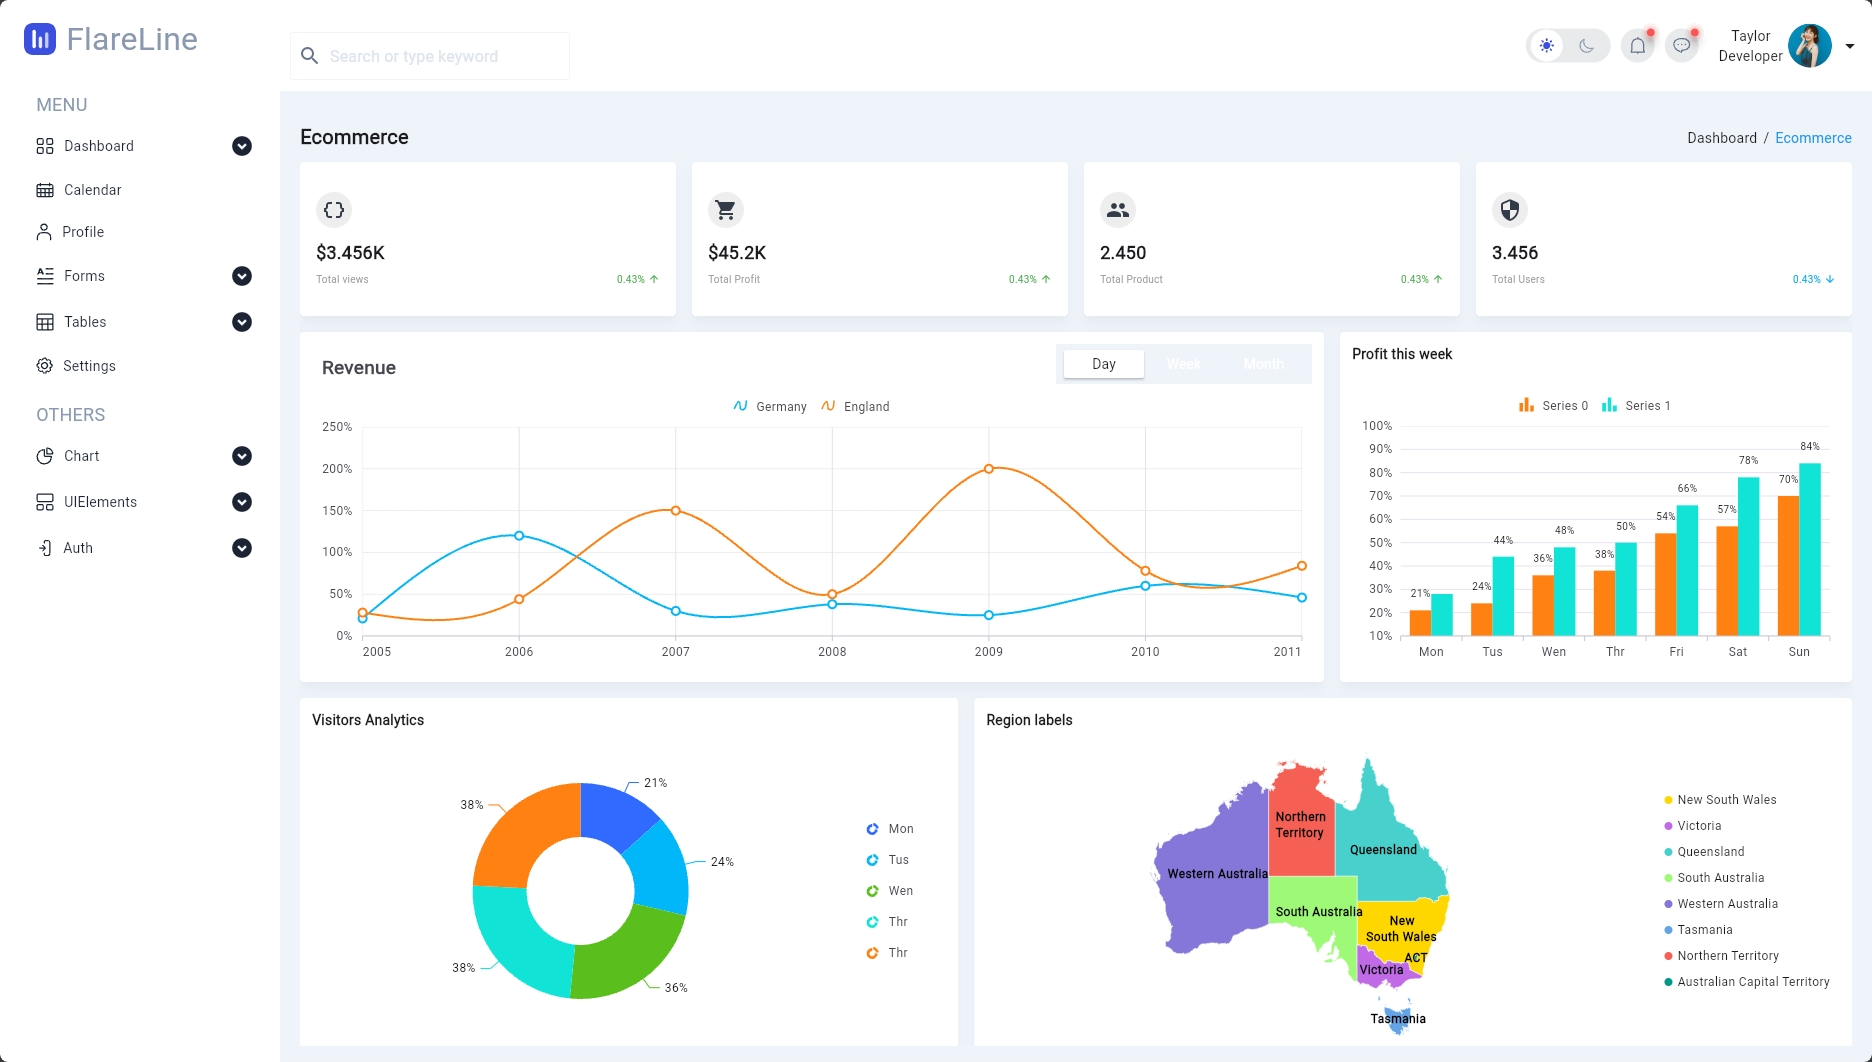 FlareLine
Search or type keyword
Taylor
Developer
MENU
Dashboard
Calendar
Profile
Forms
Tables
Settings
OTHERS
Chart
UIElements
Auth
Ecommerce
Dashboard / Ecommerce
$3.456K
Total views 0.43%
$45.2K
Total Profit 0.43%
2.450
Total Product 0.43%
3.456
Total Users 0.43%
Revenue
Day Week Month
Germany England
250%
200%
150%
100%
50%
0%
2005 2006 2007 2008 2009 2010 2011
Profit this week
Series 0 Series 1
100%
90%
80%
70%
60%
50%
40%
30%
20%
10%
21%
24%
44%
36%
48%
38%
50%
54%
66%
57%
78%
70%
84%
Mon Tus Wen Thr Fri Sat Sun
Visitors Analytics
21%
24%
36%
38%
38%
Mon
Tus
Wen
Thr
Thr
Region labels
Northern
Territory
Queensland
Western Australia
South Australia
New
South Wales
ACT
Victoria
Tasmania
New South Wales
Victoria
Queensland
South Australia
Western Australia
Tasmania
Northern Territory
Australian Capital Territory